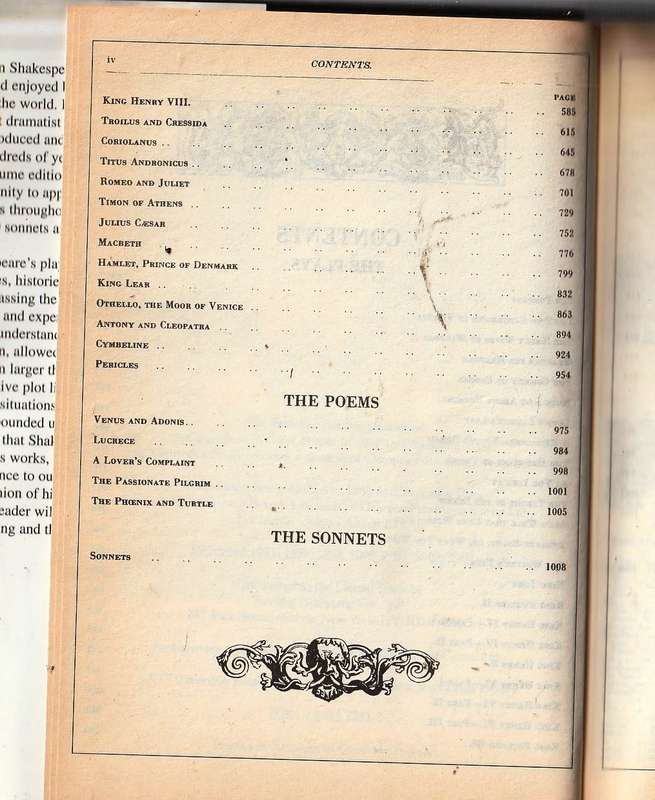 n Shakespe
d enjoyed
the world.
dramatist
oduced and
dreds of
ume editio
nity to app
s throughout
sonnets a
eare's pla
es, historie
assing the
and expe
understand
n, allowed
n larger th
ive plot
situations
ounded u
that Shak
s works,
nce to ou
nion of hi
eader wil
ng and th
iv CONTENTS.
PAGE
KING HENRY VIII. 585
TROILUS AND CRESSIDA 615
CORIOLANUS 645
TITUS ANDRONICUS 678
ROMEO AND JULIET 701
TIMON OF ATHENS 729
JULIUS CÆSAR 752
MACBETH 776
HAMLET, PRINCE OF DENMARK 799
KING LEAR 832
OTHELLO, THE MOOR OF VENICE 863
ANTONY AND CLEOPATRA 894
CYMBELINE 924
PERICLES 954
THE POEMS
VENUS AND ADONIS 975
LUCRECE 984
A LOVER'S COMPLAINT 998
THE PASSIONATE PILGRIM 1001
THE PHŒNIX AND TURTLE 1005
THE SONNETS
SONNETS 1008